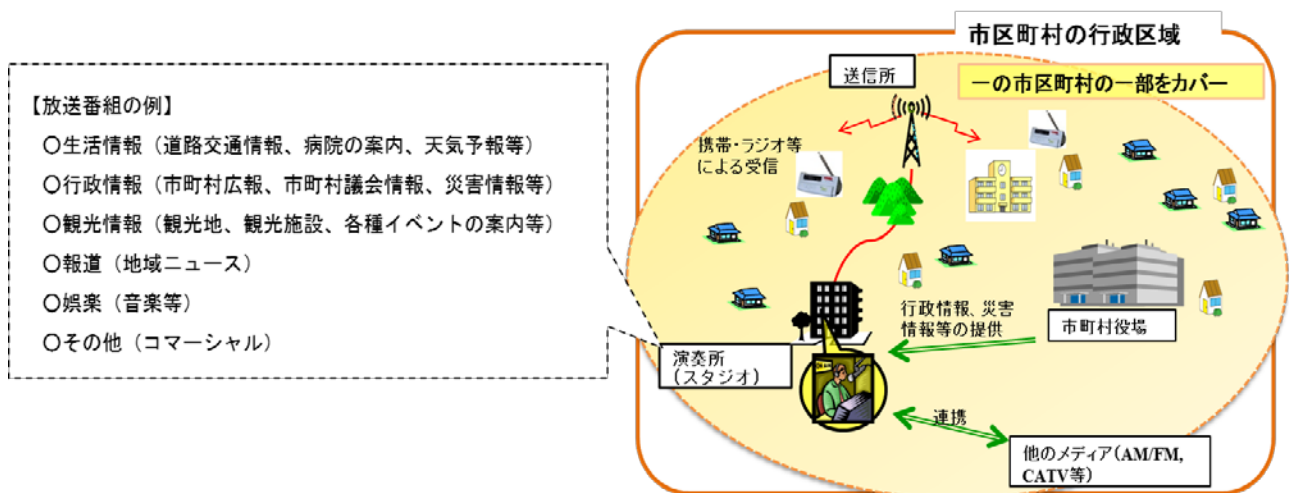 【放送番組の例】
〇生活情報（道路交通情報、病院の案内、天気予報等）
〇行政情報（市町村広報、市町村議会情報、災害情報等）
〇観光情報（観光地、観光施設、各種イベントの案内等）
〇報道（地域ニュース）
〇娯楽（音楽等）
〇その他（コマーシャル）
市区町村の行政区域
一の市区町村の一部をカバー
送信所
携帯・ラジオ等
による受信
行政情報、災害
情報等の提供
市町村役場
演奏所
（スタジオ）
連携
他のメディア（AM/FM,
CATV等）